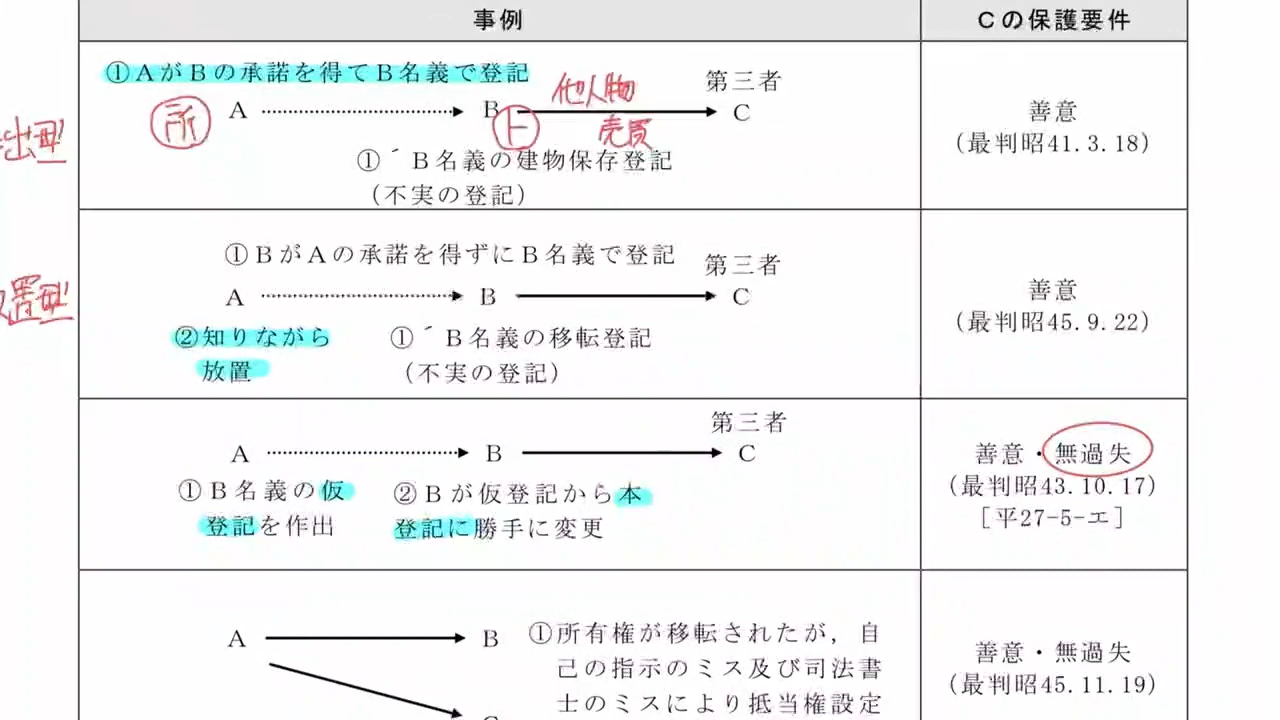 事例
Cの保護要件
①AがBの承諾を得てB名義で登記
他人物
第三者
所
A
B
C
ト
売買
善意
(最判昭41.3.18)
出型
①´B名義の建物保存登記
(不実の登記)
①BがAの承諾を得ずにB名義で登記
第三者
A
B
C
善意
(最判昭45.9.22)
置型
②知りながら
放置
①´B名義の移転登記
(不実の登記)
第三者
A
B
C
善意・無過失
(最判昭43.10.17)
[平27-5-エ]
①B名義の仮
登記を作出
②Bが仮登記から本
登記に勝手に変更
A
B
①所有権が移転されたが，自
己の指示のミス及び司法書
士のミスにより抵当権設定
善意・無過失
(最判昭45.11.19)